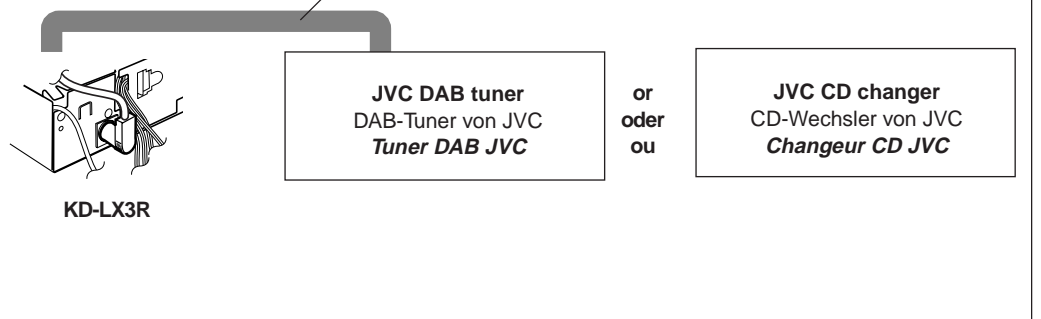 JVC DAB tuner
DAB-Tuner von JVC
Tuner DAB JVC
or
oder
ou
JVC CD changer
CD-Wechsler von JVC
Changeur CD JVC
KD-LX3R